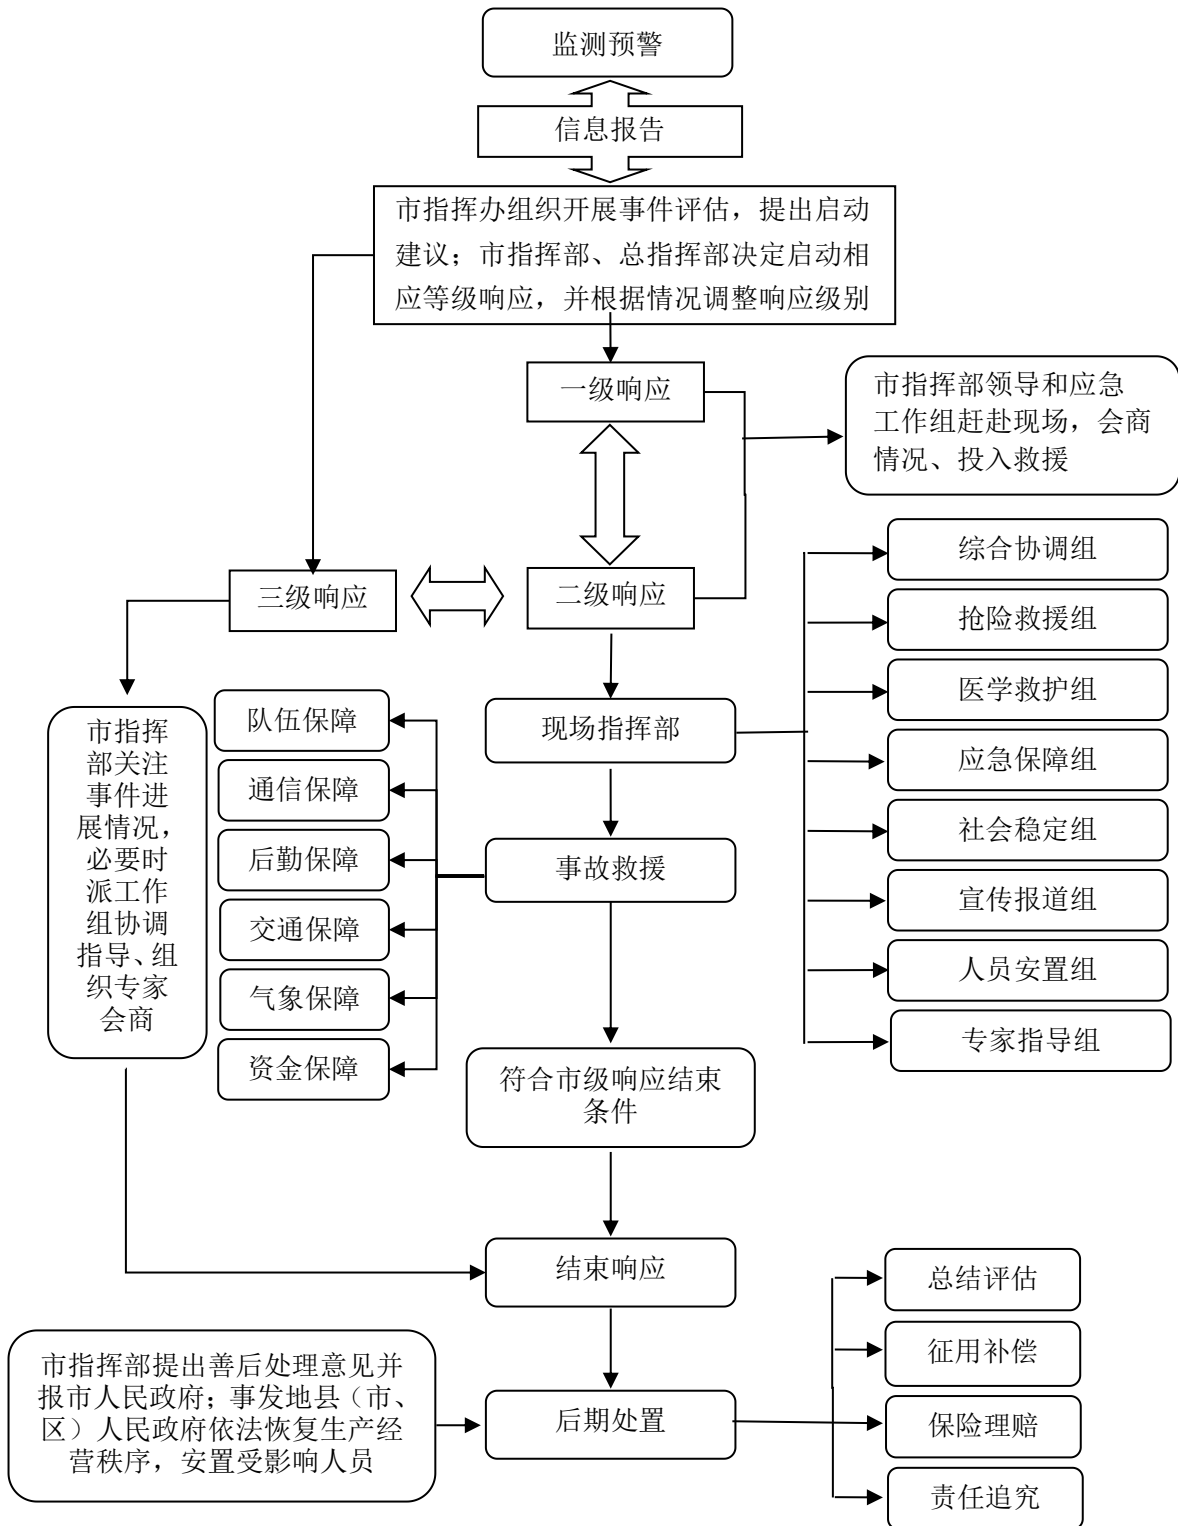 监测预警
信息报告
市指挥办组织开展事件评估，提出启动
建议；市指挥部、总指挥部决定启动相
应等级响应，并根据情况调整响应级别
一级响应
市指挥部领导和应急
工作组赶赴现场，会商
情况、投入救援
三级响应
二级响应
综合协调组
抢险救援组
医学救护组
应急保障组
社会稳定组
宣传报道组
人员安置组
专家指导组
市指挥
部关注
事件进
展情况，
必要时
派工作
组协调
指导、组
织专家
会商
队伍保障
通信保障
后勤保障
交通保障
气象保障
资金保障
现场指挥部
事故救援
符合市级响应结束
条件
结束响应
市指挥部提出善后处理意见并
报市人民政府；事发地县（市、
区）人民政府依法恢复生产经
营秩序，安置受影响人员
后期处置
总结评估
征用补偿
保险理赔
责任追究